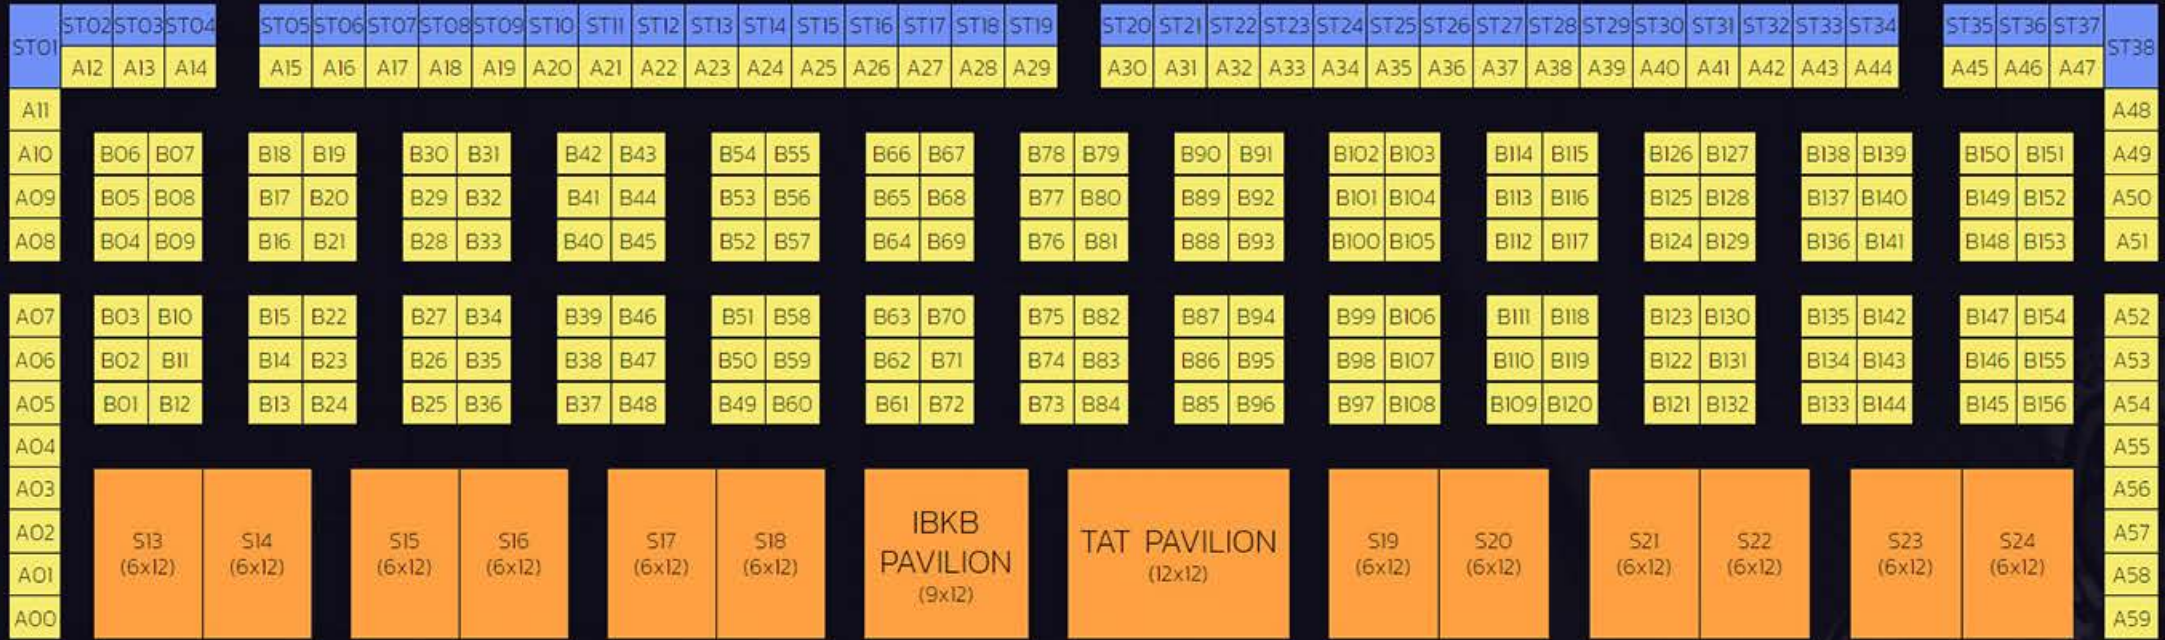 ST01 ST02 ST03 ST04 ST05 ST06 ST07 ST08 ST09 ST10 ST11 ST12 ST13 ST14 ST15 ST16 ST17 ST18 ST19 ST20 ST21 ST22 ST23 ST24 ST25 ST26 ST27 ST28 ST29 ST30 ST31 ST32 ST33 ST34 ST35 ST36 ST37 ST38
A12 A13 A14 A15 A16 A17 A18 A19 A20 A21 A22 A23 A24 A25 A26 A27 A28 A29 A30 A31 A32 A33 A34 A35 A36 A37 A38 A39 A40 A41 A42 A43 A44 A45 A46 A47
A11 A48
A10 B06 B07 B18 B19 B30 B31 B42 B43 B54 B55 B66 B67 B78 B79 B90 B91 B102 B103 B114 B115 B126 B127 B138 B139 B150 B151 A49
A09 B05 B08 B17 B20 B29 B32 B41 B44 B53 B56 B65 B68 B77 B80 B89 B92 B101 B104 B113 B116 B125 B128 B137 B140 B149 B152 A50
A08 B04 B09 B16 B21 B28 B33 B40 B45 B52 B57 B64 B69 B76 B81 B88 B93 B100 B105 B112 B117 B124 B129 B136 B141 B148 B153 A51
A07 B03 B10 B15 B22 B27 B34 B39 B46 B51 B58 B63 B70 B75 B82 B87 B94 B99 B106 B111 B118 B123 B130 B135 B142 B147 B154 A52
A06 B02 B11 B14 B23 B26 B35 B38 B47 B50 B59 B62 B71 B74 B83 B86 B95 B98 B107 B110 B119 B122 B131 B134 B143 B146 B155 A53
A05 B01 B12 B13 B24 B25 B36 B37 B48 B49 B60 B61 B72 B73 B84 B85 B96 B97 B108 B109 B120 B121 B132 B133 B144 B145 B156 A54
A04 A55
A03 A56
A02 A57
A01 A58
A00 A59
S13
(6x12)
S14
(6x12)
S15
(6x12)
S16
(6x12)
S17
(6x12)
S18
(6x12)
IBKB
PAVILION
(9x12)
TAT PAVILION
(12x12)
S19
(6x12)
S20
(6x12)
S21
(6x12)
S22
(6x12)
S23
(6x12)
S24
(6x12)